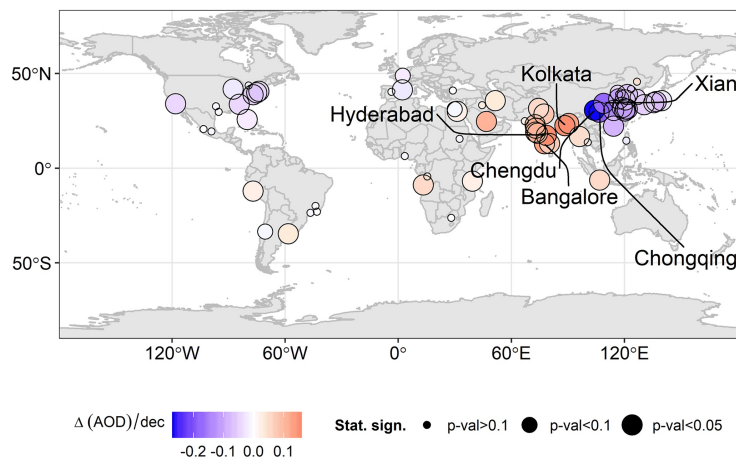 50°N
0°
50°S
Kolkata
Xian
Hyderabad
Chengdu
Bangalore
Chongqing
120°W 60°W 0° 60°E 120°E
Δ (AOD)/dec
-0.2 -0.1 0.0 0.1
Stat. sign. p-val>0.1 p-val<0.1 p-val<0.05